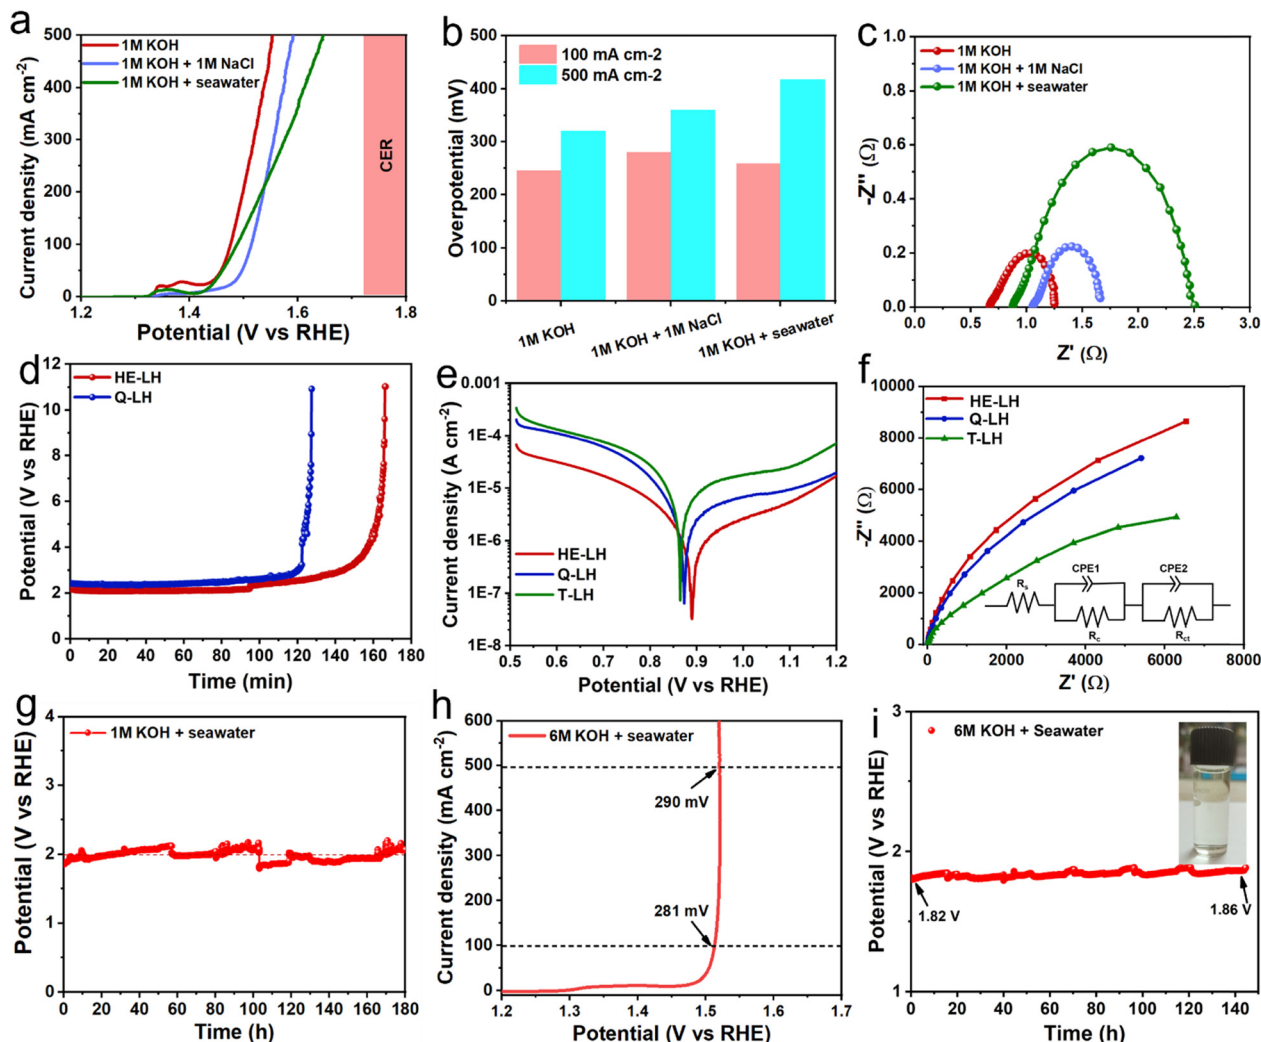 a
500
400
300
200
100
0
1.2
1.4
1.6
1.8
Current density (mA cm-2)
Potential (V vs RHE)
1M KOH
1M KOH + 1M NaCl
1M KOH + seawater
CER
b
500
400
300
200
100
0
Overpotential (mV)
100 mA cm-2
500 mA cm-2
1M KOH
1M KOH + 1M NaCl
1M KOH + seawater
c
1.0
0.8
0.6
0.4
0.2
0.0
0.0
0.5
1.0
1.5
2.0
2.5
3.0
-Z" (Ω)
Z' (Ω)
1M KOH
1M KOH + 1M NaCl
1M KOH + seawater
d
12
10
8
6
4
2
0
0
20
40
60
80
100
120
140
160
180
Potential (V vs RHE)
Time (min)
HE-LH
Q-LH
e
0.001
1E-4
1E-5
1E-6
1E-7
1E-8
0.5
0.6
0.7
0.8
0.9
1.0
1.1
1.2
Current density (A cm-2)
Potential (V vs RHE)
HE-LH
Q-LH
T-LH
f
10000
8000
6000
4000
2000
0
0
2000
4000
6000
8000
-Z" (Ω)
Z' (Ω)
HE-LH
Q-LH
T-LH
Rs
CPE1
Rc
CPE2
Rct
g
4
3
2
1
0
0
20
40
60
80
100
120
140
160
180
Potential (V vs RHE)
Time (h)
1M KOH + seawater
h
600
500
400
300
200
100
0
1.2
1.3
1.4
1.5
1.6
1.7
Current density (mA cm-2)
Potential (V vs RHE)
6M KOH + seawater
290 mV
281 mV
i
3
2
1
0
20
40
60
80
100
120
140
Potential (V vs RHE)
Time (h)
6M KOH + Seawater
1.82 V
1.86 V